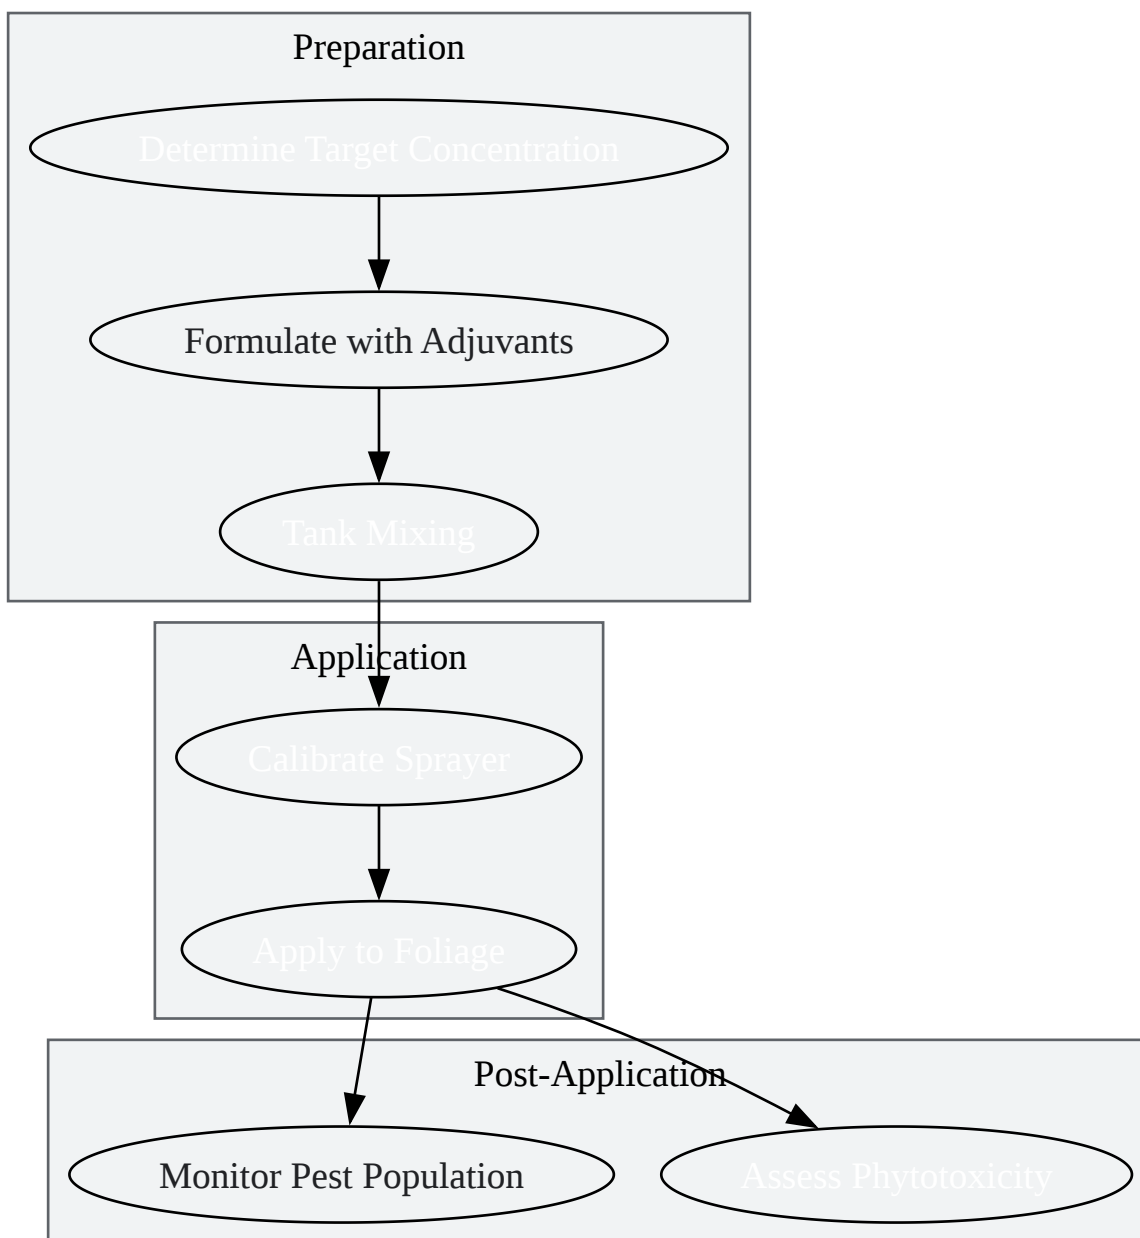 Preparation
Determine Target Concentration
Formulate with Adjuvants
Tank Mixing
Application
Calibrate Sprayer
Apply to Foliage
Post-Application
Monitor Pest Population
Assess Phytotoxicity